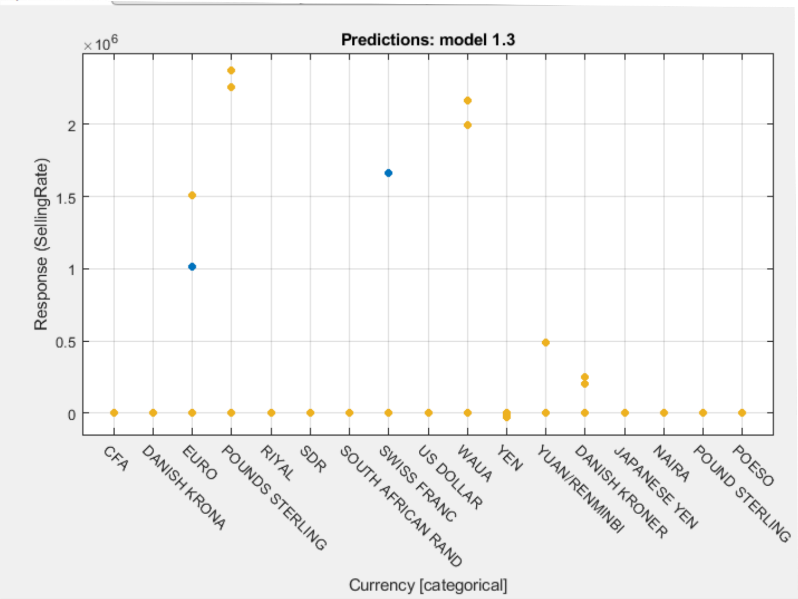 Predictions: model 1.3
×10^6
2
1.5
1
0.5
0
Response (SellingRate)
CFA
DANISH KRONA
EURO
POUNDS STERLING
RIYAL
SDR
SOUTH AFRICAN RAND
SWISS FRANC
US DOLLAR
WAUA
YEN
YUAN/RENMINBI
DANISH KRONER
JAPANESE YEN
NAIRA
POUND STERLING
POESO
Currency [categorical]